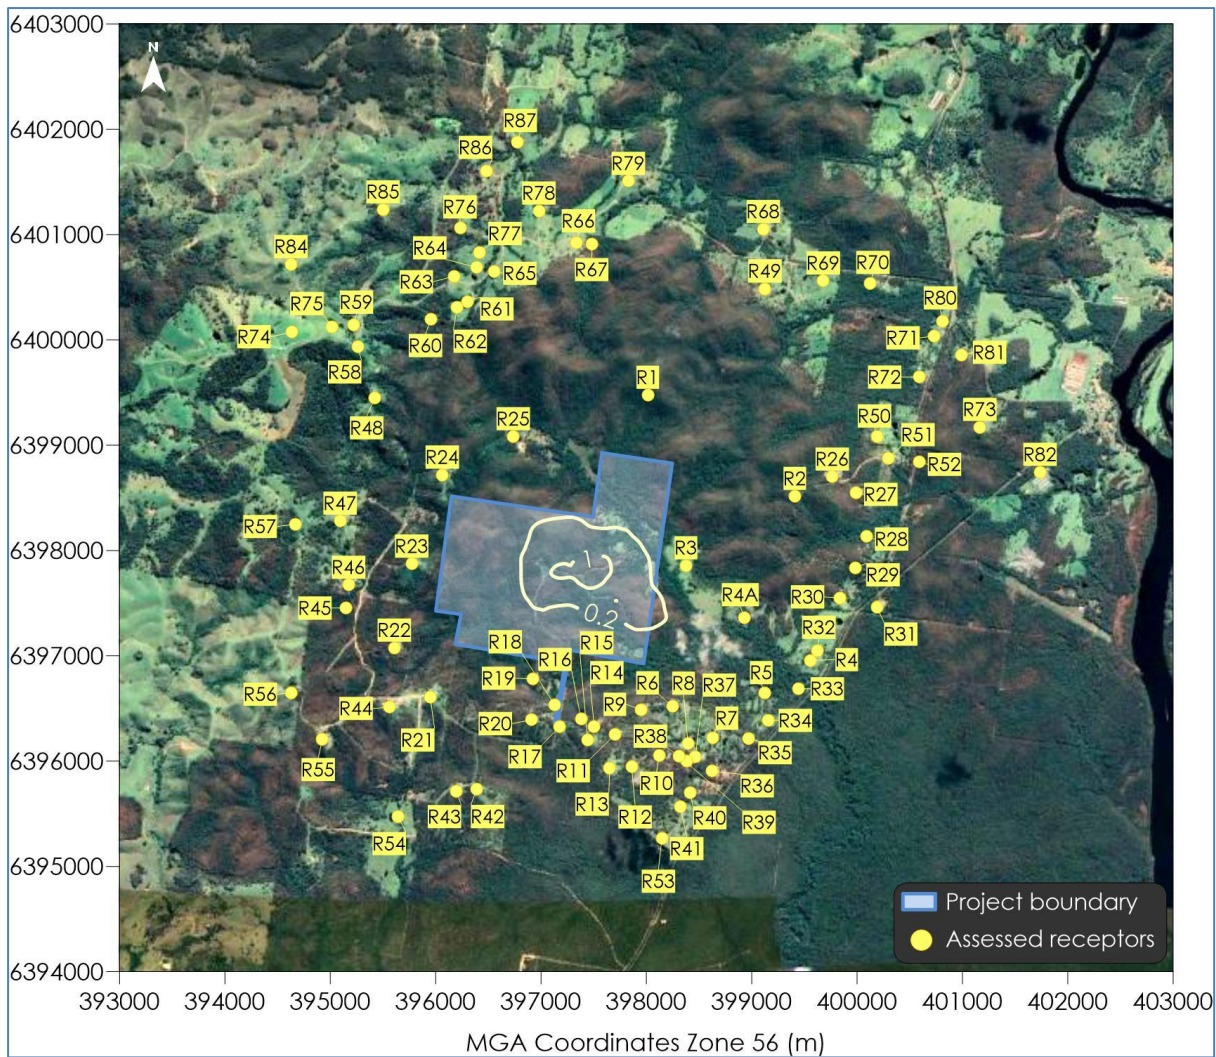 6403000
N
R87
6402000
R86
R79
R85
R78
R76
R66
R68
R77
6401000
R64
R84
R67
R49
R69
R70
R63
R65
R75
R59
R61
R80
R74
6400000
R60
R62
R71
R81
R58
R1
R72
R48
R25
R50
R73
6399000
R51
R24
R26
R52
R82
R2
R47
R27
R57
R23
R3
6398000
R28
1
R46
R29
R4A
R30
R45
0.2
R22
R18
R15
R32
R31
6397000
R16
R14
R4
R19
R6
R8
R37
R5
R56
R9
R33
R44
R7
R20
R38
R34
R21
R17
6396000
R35
R55
R11
R10
R36
R13
R43
R42
R12
R40
R39
R54
R41
6395000
R53
Project boundary
Assessed receptors
6394000
393000 394000 395000 396000 397000 398000 399000 400000 401000 402000 403000
MGA Coordinates Zone 56 (m)